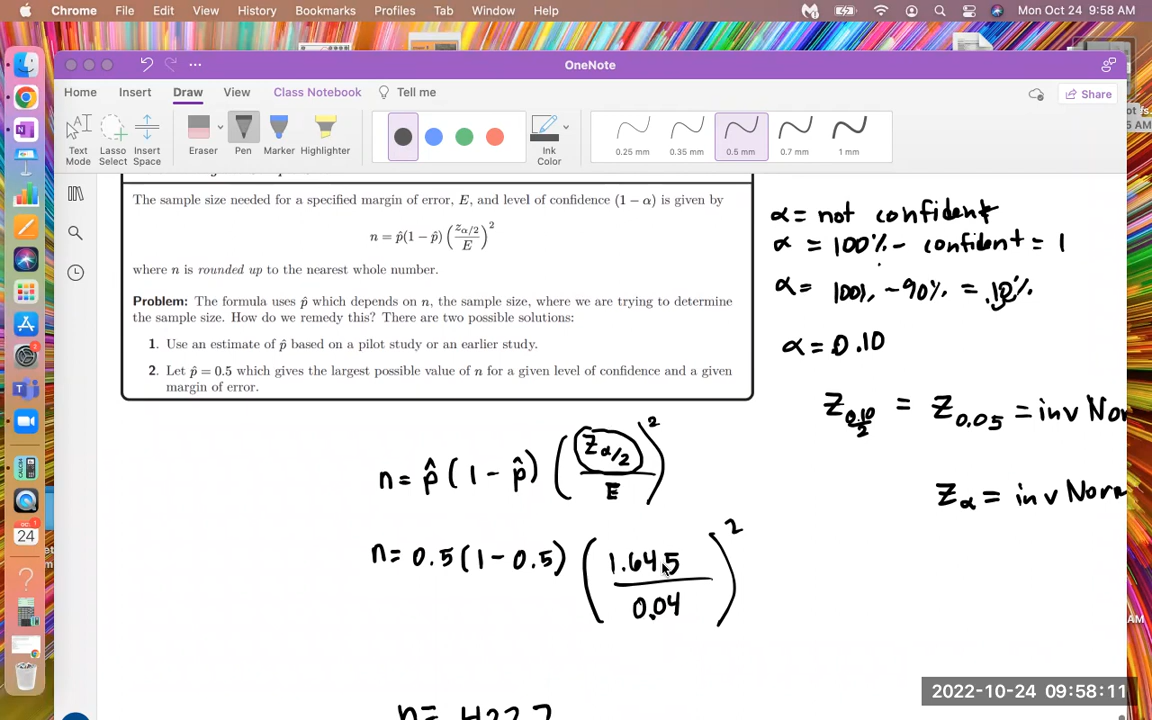 Chrome File Edit View History Bookmarks Profiles Tab Window Help Mon Oct 24 9:58 AM
OneNote
Home Insert Draw View Class Notebook Tell me Share
Text Mode Lasso Select Insert Space Eraser Pen Marker Highlighter Ink Color 0.25 mm 0.35 mm 0.5 mm 0.7 mm 1 mm
The sample size needed for a specified margin of error, E, and level of confidence (1 − α) is given by
n = p̂(1 − p̂) (z_{α/2}/E)^2
where n is rounded up to the nearest whole number.
Problem: The formula uses p̂ which depends on n, the sample size, where we are trying to determine
the sample size. How do we remedy this? There are two possible solutions:
1. Use an estimate of p̂ based on a pilot study or an earlier study.
2. Let p̂ = 0.5 which gives the largest possible value of n for a given level of confidence and a given
margin of error.
α = not confident
α = 100% - confident = 1
α = 100% - 90% = .10%
α = 0.10
Z_{0.10/2} = Z_{0.05} = inv Nor
Z_α = inv Norm
n = p̂ (1 - p̂) (Z_{α/2}/E)^2
n = 0.5 (1 - 0.5) (1.645/0.04)^2
n = 422.7
24
2022-10-24 09:58:11